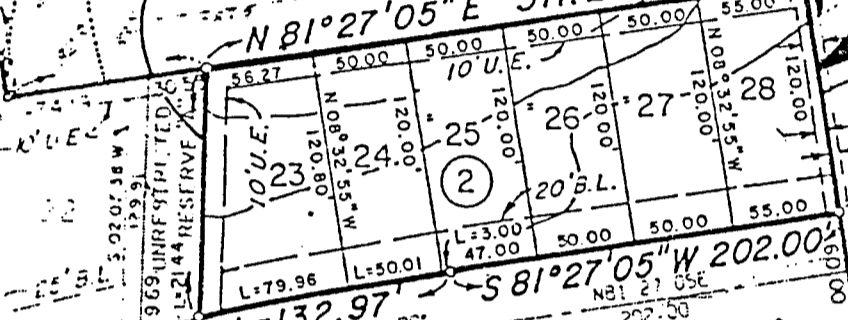 N 81°27'05" E
55.00
50.00
50.00
50.00
50.00
56.27
10' U.E.
10' U.E.
N 08°32'55" W
N 08°32'55" W
120.80'
120.00'
120.00'
120.00'
120.00'
120.00'
23
24
25
26
27
28
2
20' B.L.
UNRESTRICTED
RESERVE "A"
L=79.96
L=50.01
L=3.00
47.00
50.00
50.00
55.00
132.97'
S 81°27'05" W 202.00'